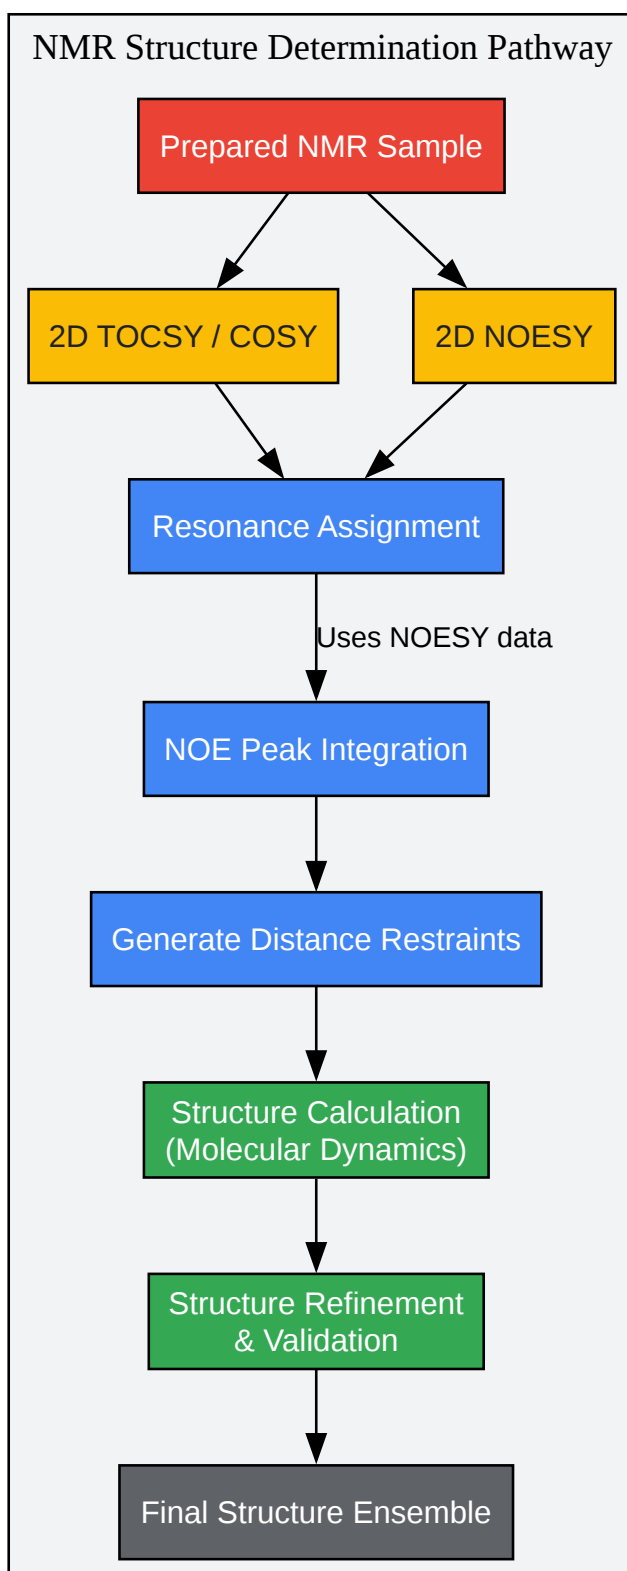 NMR Structure Determination Pathway
Prepared NMR Sample
2D TOCSY / COSY
2D NOESY
Resonance Assignment
Uses NOESY data
NOE Peak Integration
Generate Distance Restraints
Structure Calculation
(Molecular Dynamics)
Structure Refinement
& Validation
Final Structure Ensemble